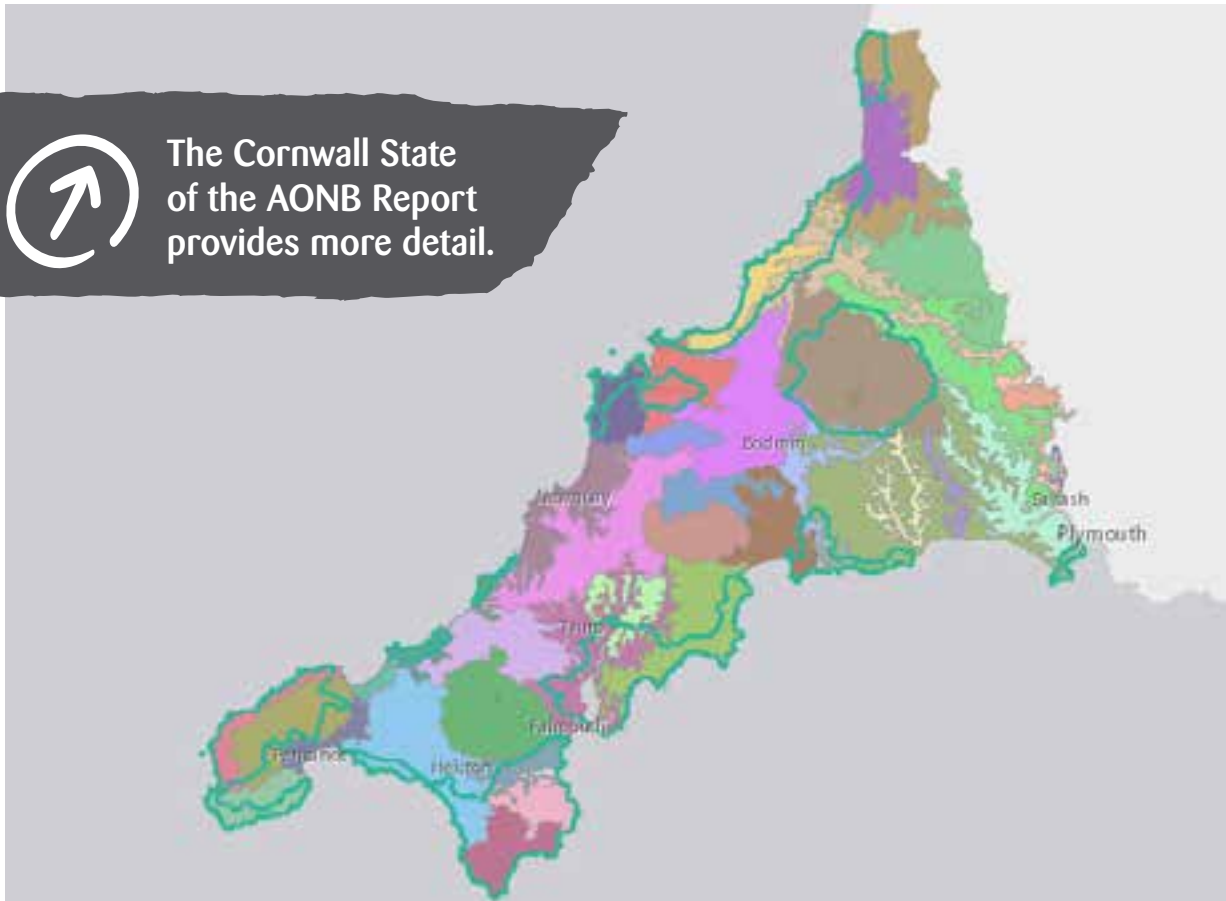 The Cornwall State
of the AONB Report
provides more detail.
Bodmin
Newquay
Saltash
Plymouth
Truro
Falmouth
Penzance
Helston